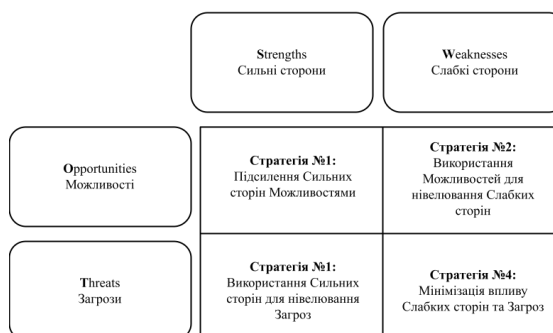 Strengths
Сильні сторони
Weaknesses
Слабкі сторони
Opportunities
Можливості
Стратегія №1:
Підсилення Сильних
сторін Можливостями
Стратегія №2:
Використання
Можливостей для
нівелювання Слабких
сторін
Threats
Загрози
Стратегія №1:
Використання Сильних
сторін для нівелювання
Загроз
Стратегія №4:
Мінімізація впливу
Слабких сторін та Загроз